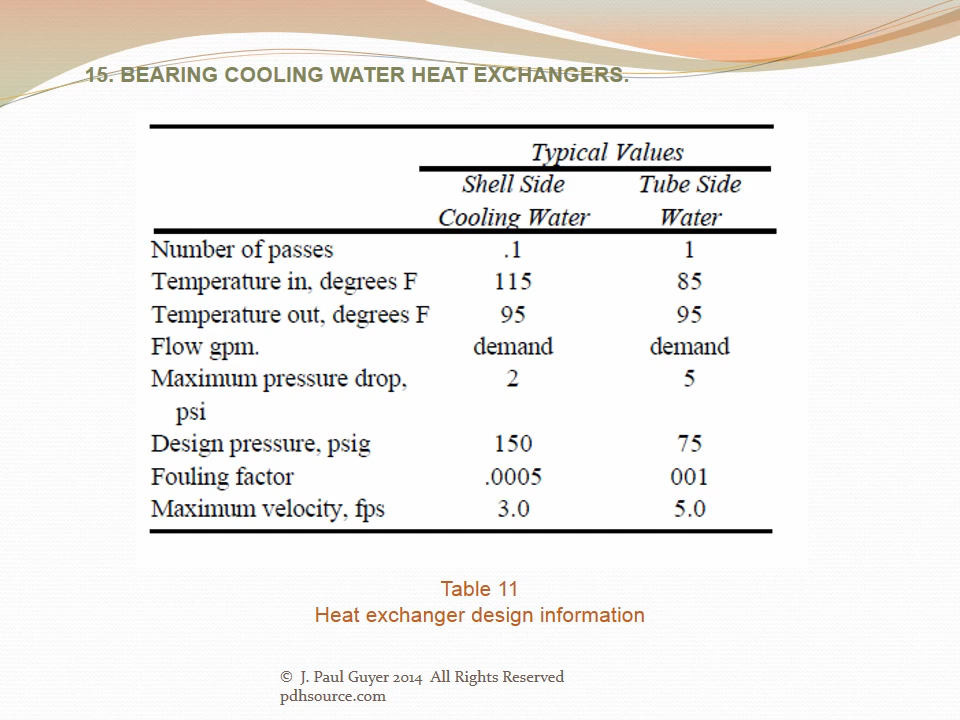 15. BEARING COOLING WATER HEAT EXCHANGERS.
Typical Values
Shell Side Tube Side
Cooling Water Water
Number of passes .1 1
Temperature in, degrees F 115 85
Temperature out, degrees F 95 95
Flow gpm. demand demand
Maximum pressure drop, 2 5
psi
Design pressure, psig 150 75
Fouling factor .0005 001
Maximum velocity, fps 3.0 5.0
Table 11
Heat exchanger design information
© J. Paul Guyer 2014 All Rights Reserved
pdhsource.com